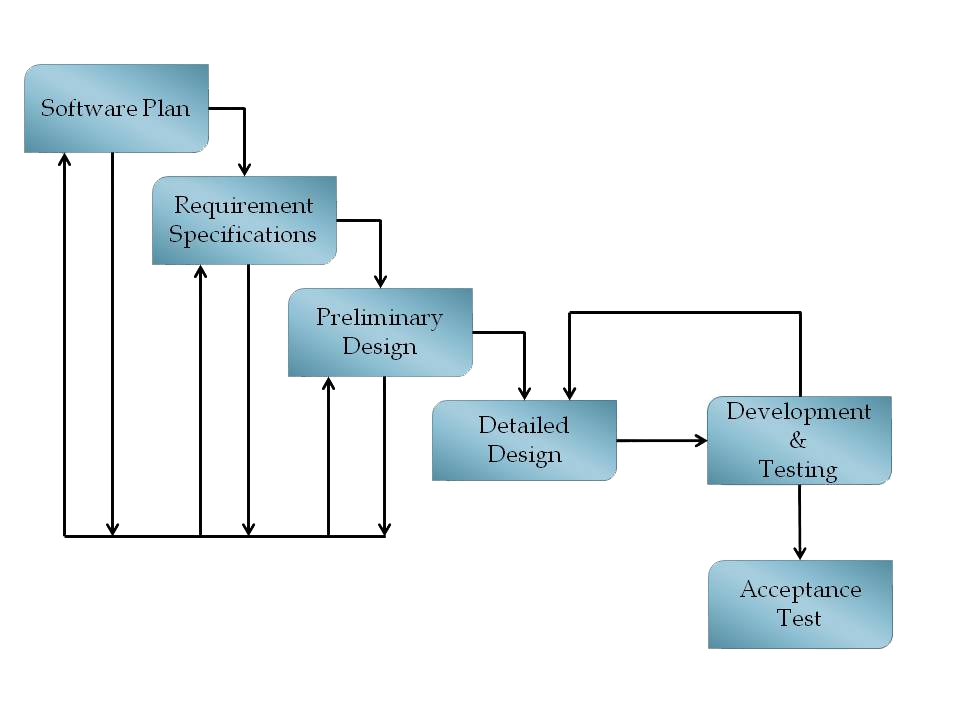 Software Plan
Requirement
Specifications
Preliminary
Design
Detailed
Design
Development
&
Testing
Acceptance
Test